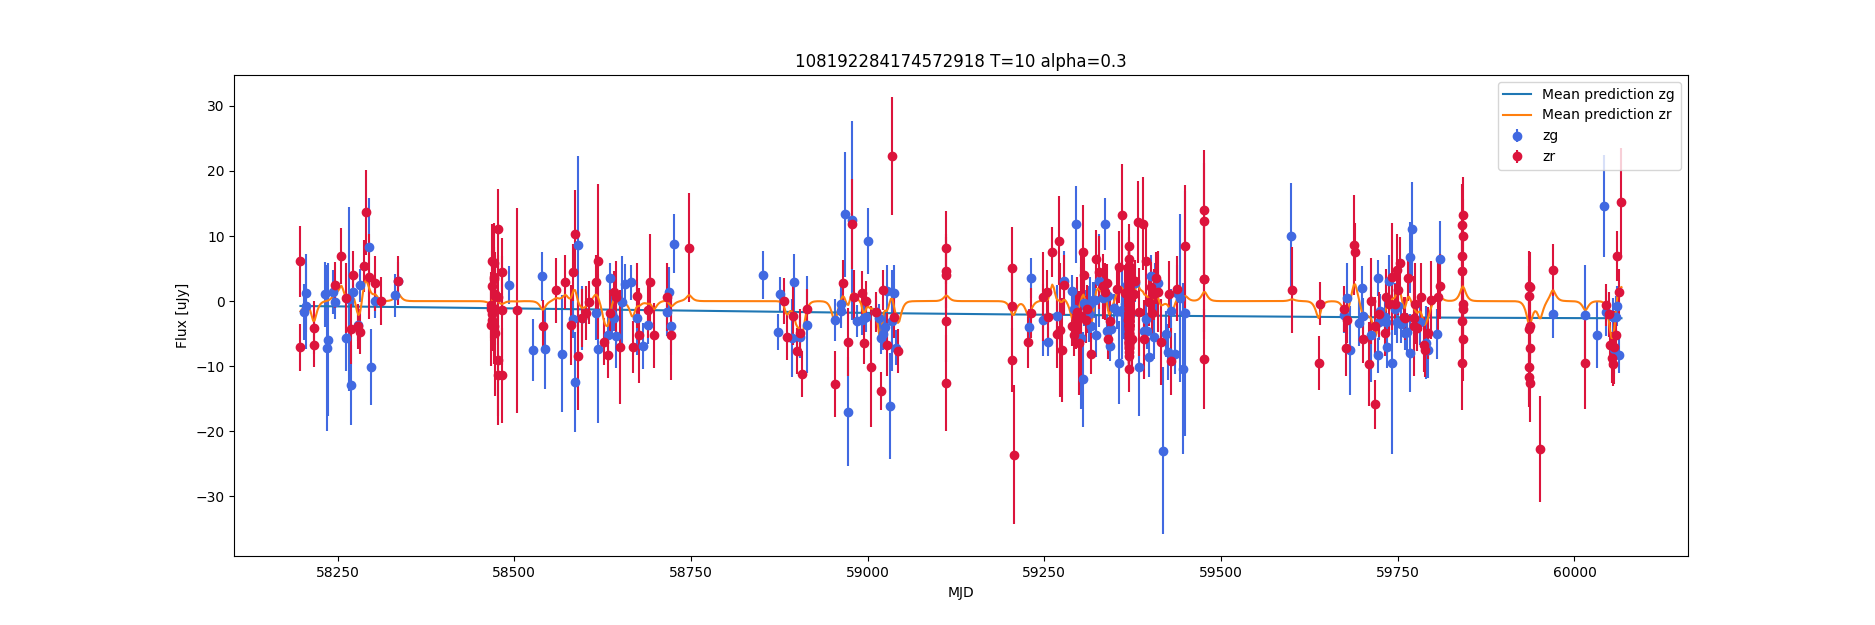 108192284174572918 T=10 alpha=0.3
Mean prediction zg
Mean prediction zr
zg
zr
30
20
10
0
−10
−20
−30
Flux [uJy]
58250
58500
58750
59000
59250
59500
59750
60000
MJD